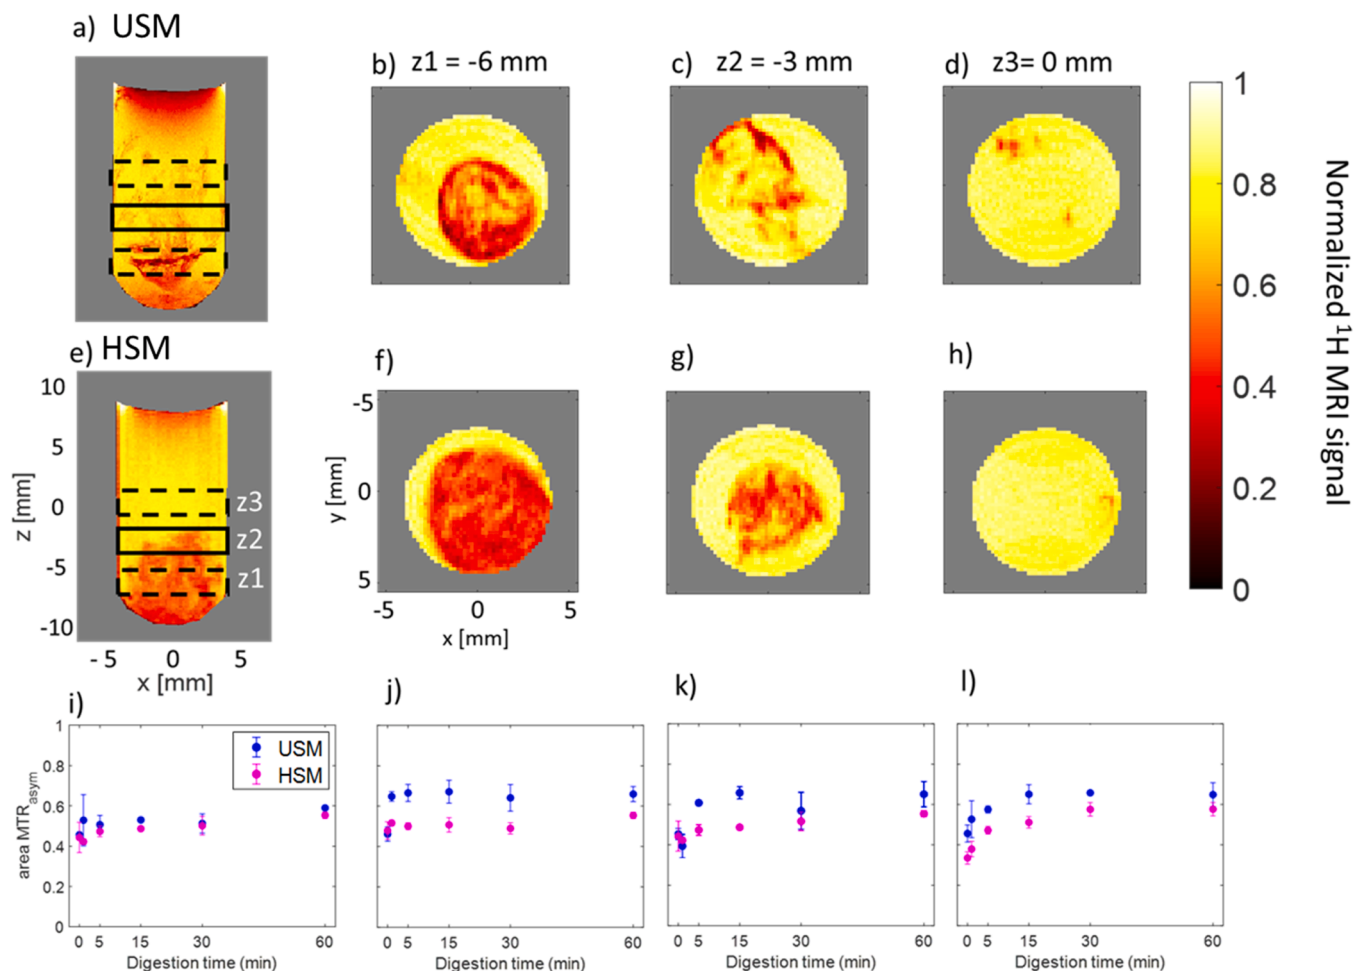 a) USM
b) z1 = -6 mm
c) z2 = -3 mm
d) z3= 0 mm
1
0.8
0.6
0.4
0.2
0
Normalized ¹H MRI signal
e) HSM
f)
g)
h)
10
5
0
-5
-10
z [mm]
z3
z2
z1
- 5 0 5
x [mm]
-5
0
5
y [mm]
-5 0 5
x [mm]
i)
j)
k)
l)
1
0.8
0.6
0.4
0.2
0
area MTRasym
USM
HSM
0 5 15 30 60
Digestion time (min)
0 5 15 30 60
Digestion time (min)
0 5 15 30 60
Digestion time (min)
0 5 15 30 60
Digestion time (min)